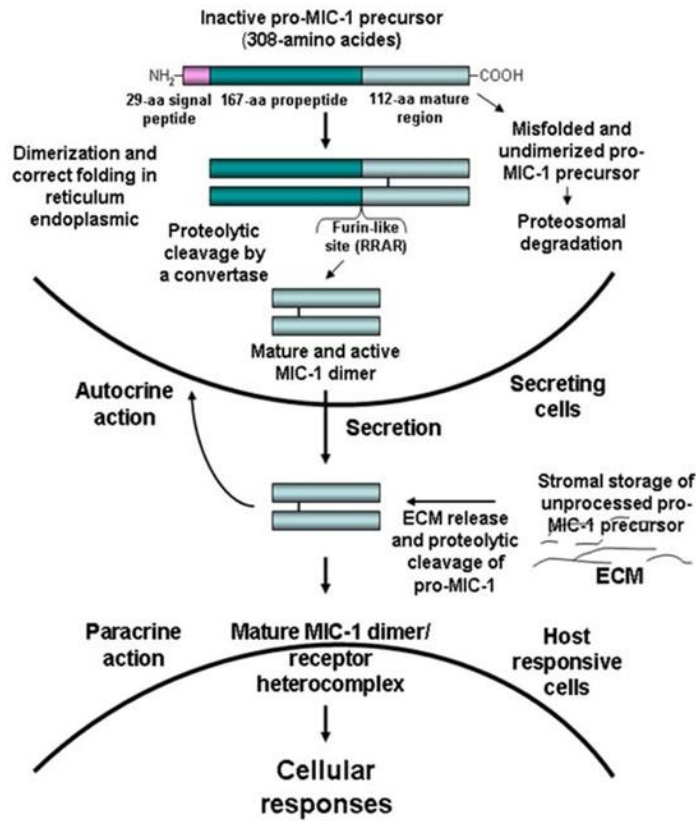 Inactive pro-MIC-1 precursor
(308-amino acides)
NH2
COOH
29-aa signal
peptide
167-aa propeptide
112-aa mature
region
Misfolded and
undimerized pro-
MIC-1 precursor
Proteosomal
degradation
Dimerization and
correct folding in
reticulum
endoplasmic
Furin-like
site (RRAR)
Proteolytic
cleavage by
a convertase
Mature and active
MIC-1 dimer
Autocrine
action
Secreting
cells
Secretion
Stromal storage of
unprocessed pro-
MIC-1 precursor
ECM
ECM release
and proteolytic
cleavage of
pro-MIC-1
Paracrine
action
Mature MIC-1 dimer/
receptor
heterocomplex
Host
responsive
cells
Cellular
responses